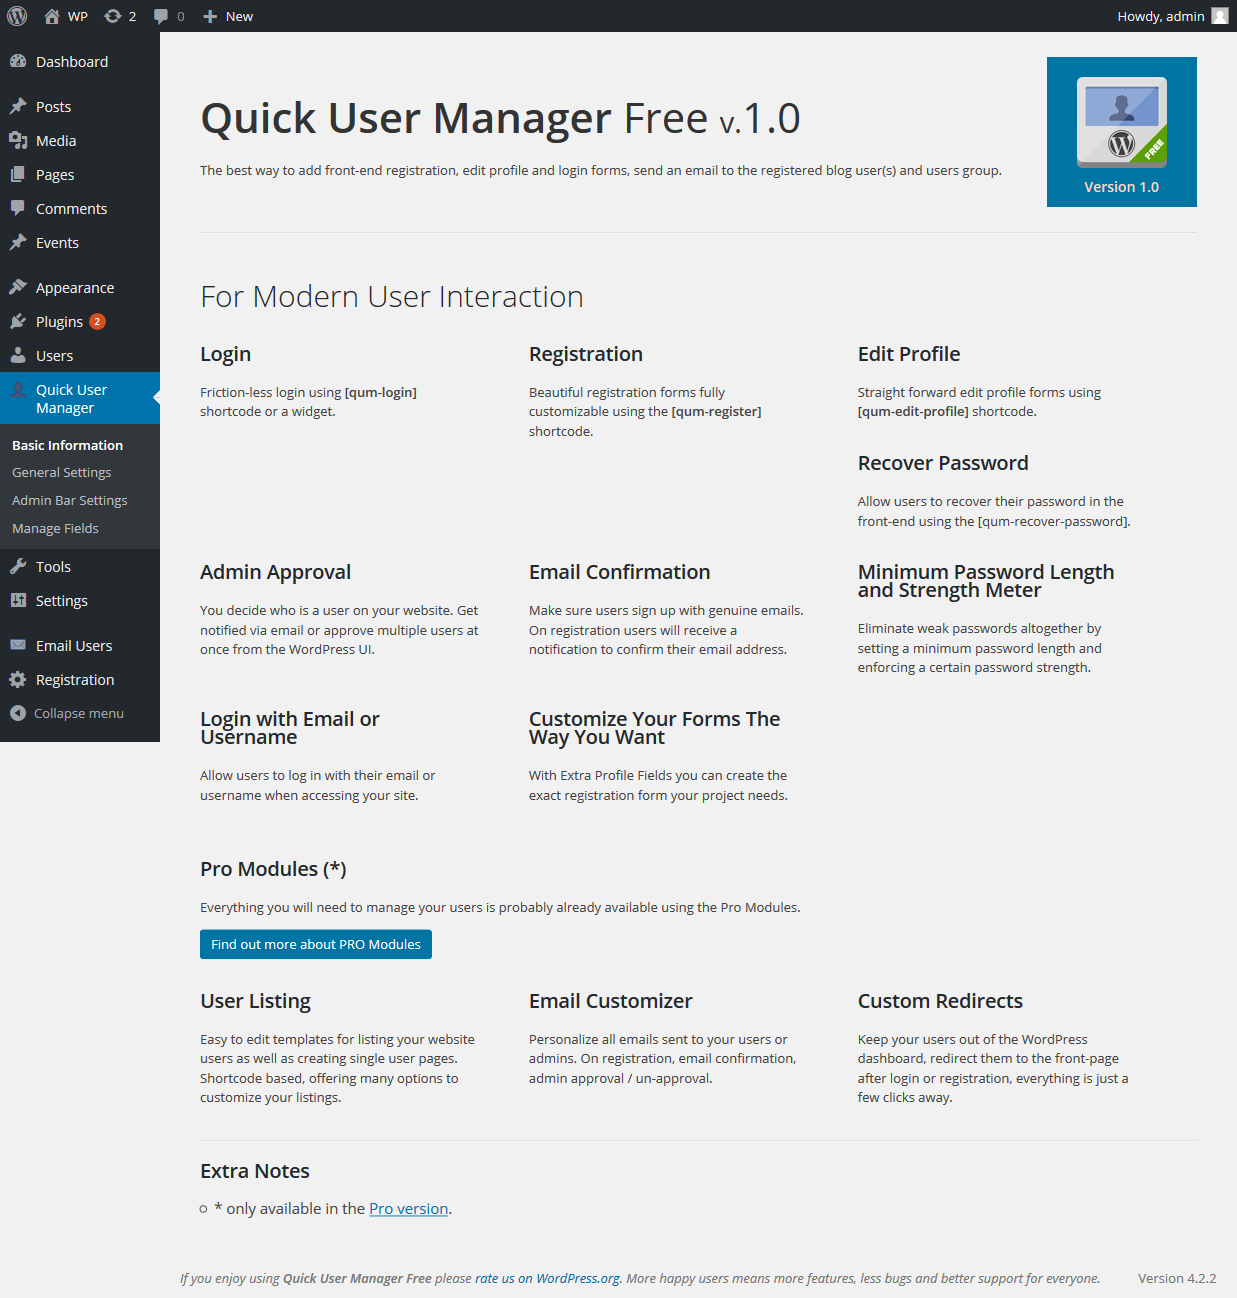 WP
2
0
New
Howdy, admin
Dashboard
Posts
Media
Pages
Comments
Events
Appearance
Plugins 2
Users
Quick User
Manager
Basic Information
General Settings
Admin Bar Settings
Manage Fields
Tools
Settings
Email Users
Registration
Collapse menu
Quick User Manager Free v.1.0
The best way to add front-end registration, edit profile and login forms, send an email to the registered blog user(s) and users group.
FREE
Version 1.0
For Modern User Interaction
Login
Friction-less login using [qum-login]
shortcode or a widget.
Registration
Beautiful registration forms fully
customizable using the [qum-register]
shortcode.
Edit Profile
Straight forward edit profile forms using
[qum-edit-profile] shortcode.
Recover Password
Allow users to recover their password in the
front-end using the [qum-recover-password].
Admin Approval
You decide who is a user on your website. Get
notified via email or approve multiple users at
once from the WordPress UI.
Email Confirmation
Make sure users sign up with genuine emails.
On registration users will receive a
notification to confirm their email address.
Minimum Password Length
and Strength Meter
Eliminate weak passwords altogether by
setting a minimum password length and
enforcing a certain password strength.
Login with Email or
Username
Allow users to log in with their email or
username when accessing your site.
Customize Your Forms The
Way You Want
With Extra Profile Fields you can create the
exact registration form your project needs.
Pro Modules (*)
Everything you will need to manage your users is probably already available using the Pro Modules.
Find out more about PRO Modules
User Listing
Easy to edit templates for listing your website
users as well as creating single user pages.
Shortcode based, offering many options to
customize your listings.
Email Customizer
Personalize all emails sent to your users or
admins. On registration, email confirmation,
admin approval / un-approval.
Custom Redirects
Keep your users out of the WordPress
dashboard, redirect them to the front-page
after login or registration, everything is just a
few clicks away.
Extra Notes
* only available in the Pro version.
If you enjoy using Quick User Manager Free please rate us on WordPress.org. More happy users means more features, less bugs and better support for everyone.
Version 4.2.2